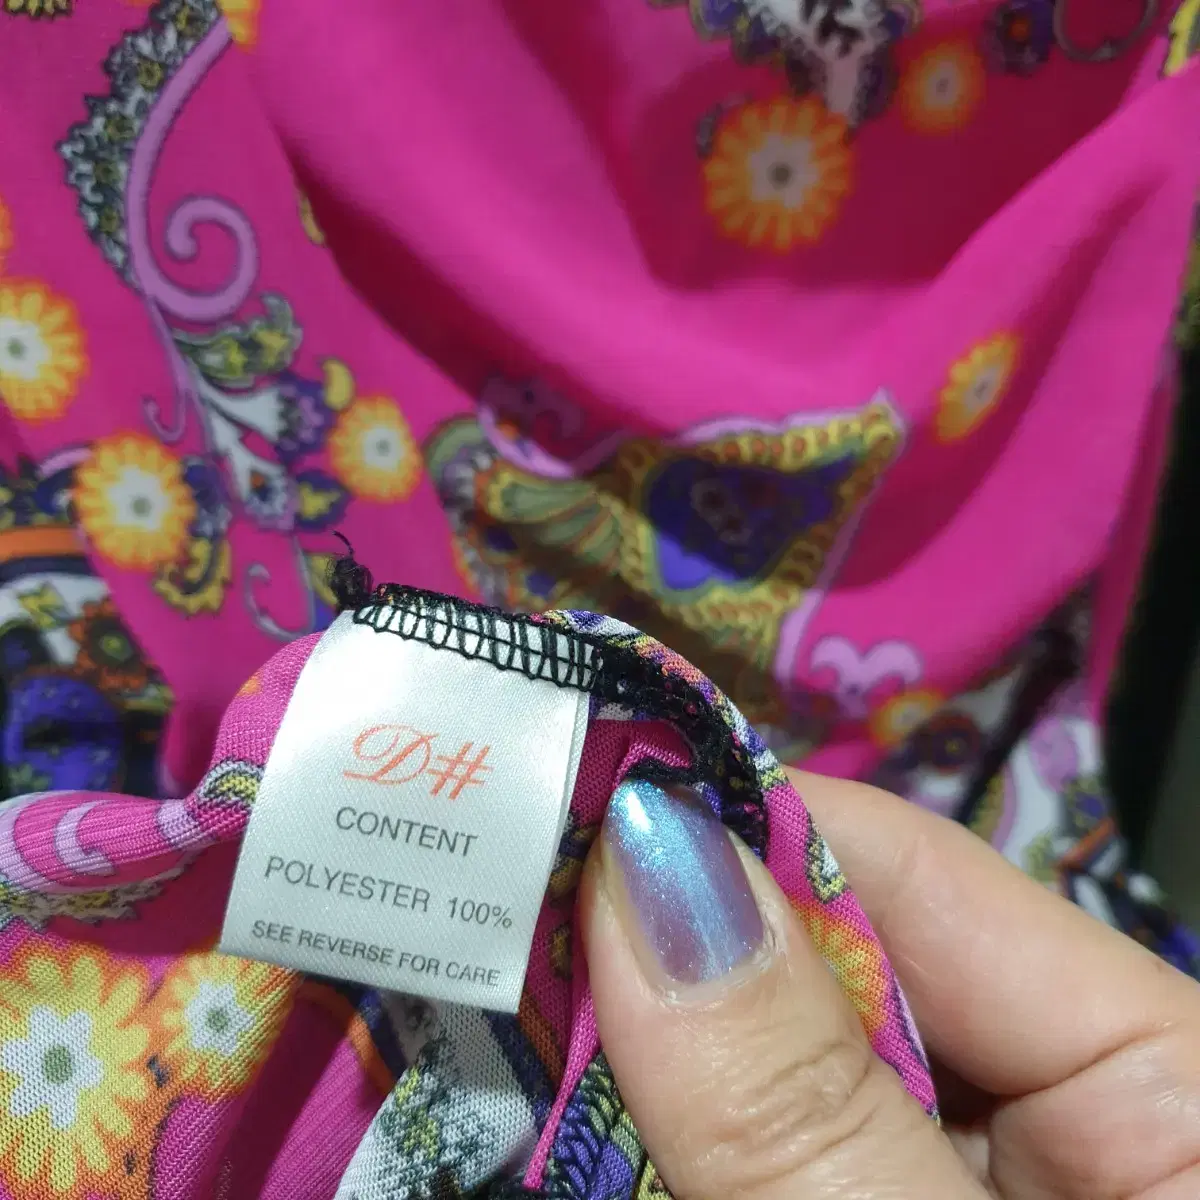 D#
CONTENT
POLYESTER 100%
SEE REVERSE FOR CARE